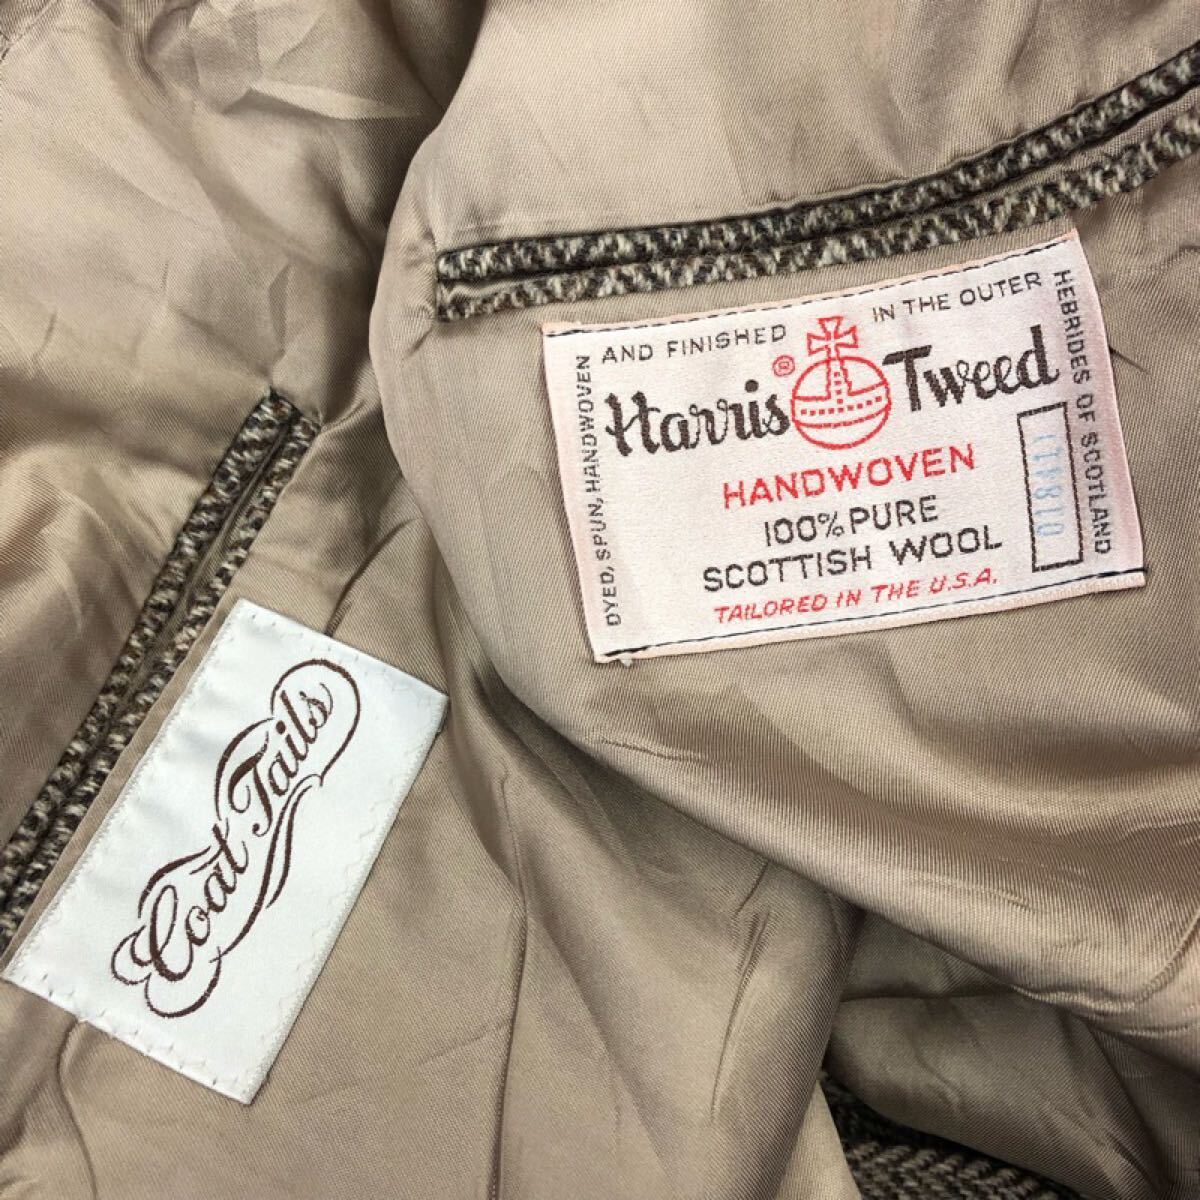 DYED, SPUN, HANDWOVEN
AND FINISHED
IN THE OUTER
HEBRIDES OF SCOTLAND
Harris ® Tweed
HANDWOVEN
100% PURE
SCOTTISH WOOL
TAILORED IN THE U.S.A.
Coat Tails